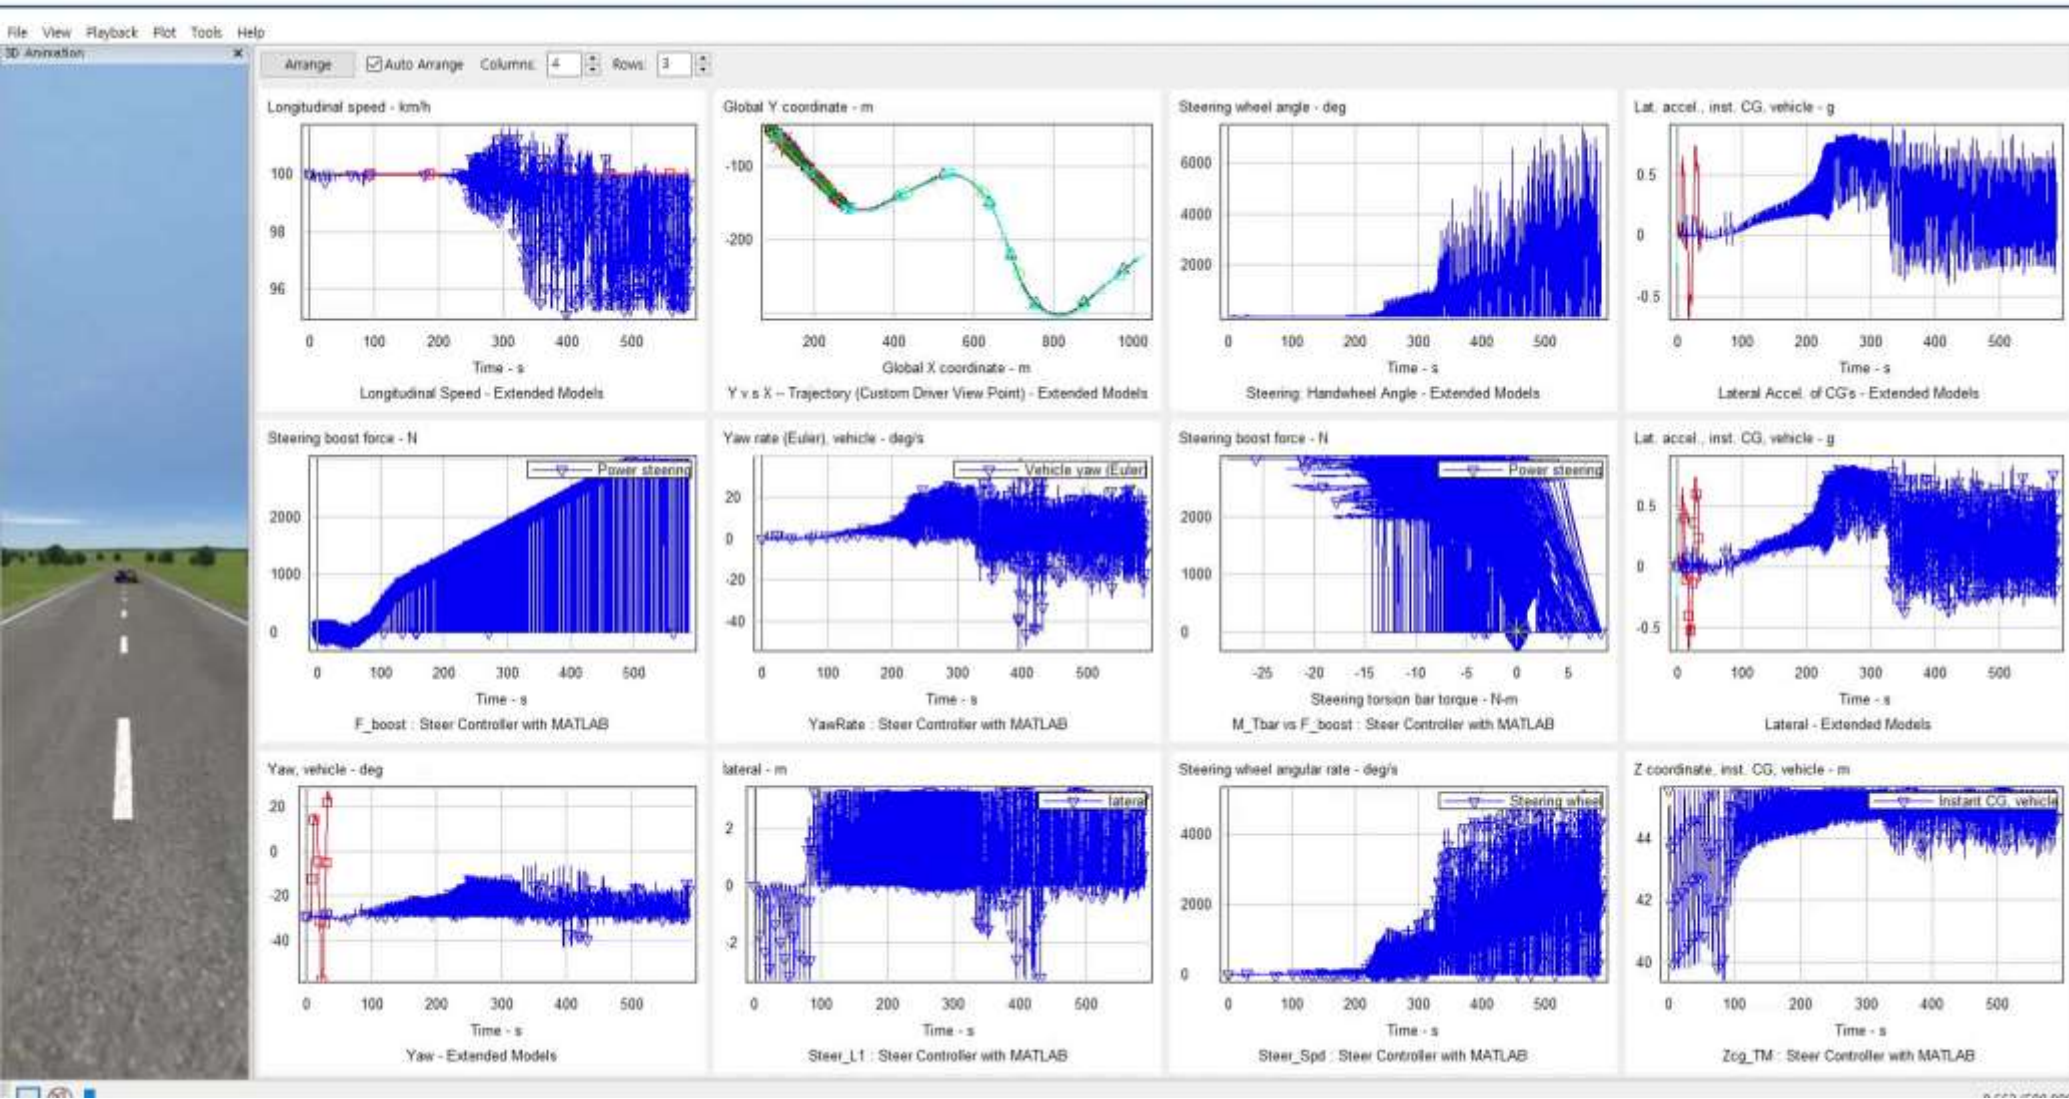 File View Playback Plot Tools Help
3D Animation
Arrange Auto Arrange Columns: 4 Rows: 3
Longitudinal speed - km/h
100
98
96
0 100 200 300 400 500
Time - s
Longitudinal Speed - Extended Models
Global Y coordinate - m
-100
-200
200 400 600 800 1000
Global X coordinate - m
Y v s X -- Trajectory (Custom Driver View Point) - Extended Models
Steering wheel angle - deg
6000
4000
2000
0 100 200 300 400 500
Time - s
Steering: Handwheel Angle - Extended Models
Lat. accel., inst. CG, vehicle - g
0.5
0
-0.5
0 100 200 300 400 500
Time - s
Lateral Accel. of CG's - Extended Models
Steering boost force - N
Power steering
2000
1000
0
0 100 200 300 400 500
Time - s
F_boost : Steer Controller with MATLAB
Yaw rate (Euler), vehicle - deg/s
Vehicle yaw (Euler)
20
0
-20
-40
0 100 200 300 400 500
Time - s
YawRate : Steer Controller with MATLAB
Steering boost force - N
Power steering
2000
1000
0
-25 -20 -15 -10 -5 0 5
Steering torsion bar torque - N-m
M_Tbar vs F_boost : Steer Controller with MATLAB
Lat. accel., inst. CG, vehicle - g
0.5
0
-0.5
0 100 200 300 400 500
Time - s
Lateral - Extended Models
Yaw, vehicle - deg
20
0
-20
-40
0 100 200 300 400 500
Time - s
Yaw - Extended Models
lateral - m
lateral
2
0
-2
0 100 200 300 400 500
Time - s
Steer_L1 : Steer Controller with MATLAB
Steering wheel angular rate - deg/s
Steering wheel
4000
2000
0
0 100 200 300 400 500
Time - s
Steer_Spd : Steer Controller with MATLAB
Z coordinate, inst. CG, vehicle - m
Instant CG, vehicle
44
42
40
0 100 200 300 400 500
Time - s
Zcg_TM : Steer Controller with MATLAB